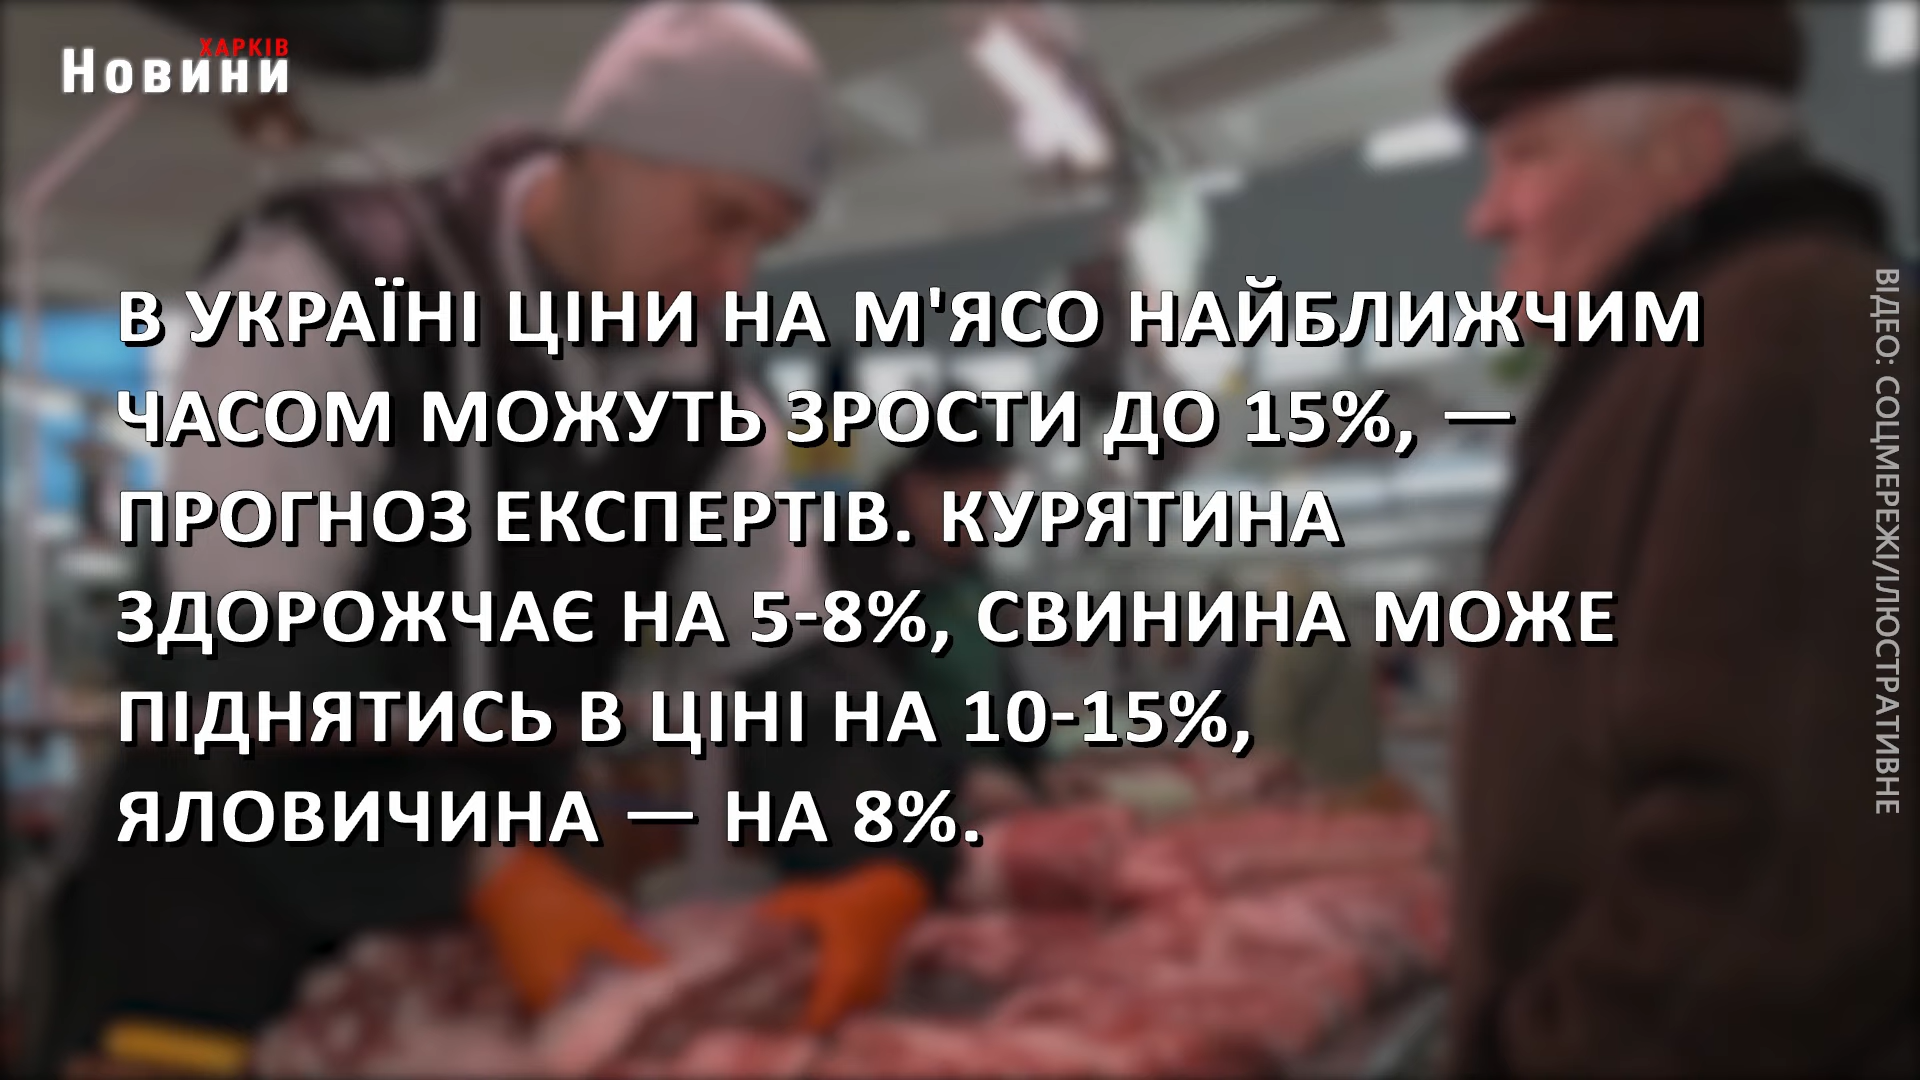 ХАРКІВ
Новини
В УКРАЇНІ ЦІНИ НА М'ЯСО НАЙБЛИЖЧИМ
ЧАСОМ МОЖУТЬ ЗРОСТИ ДО 15%, —
ПРОГНОЗ ЕКСПЕРТІВ. КУРЯТИНА
ЗДОРОЖЧАЄ НА 5-8%, СВИНИНА МОЖЕ
ПІДНЯТИСЬ В ЦІНІ НА 10-15%,
ЯЛОВИЧИНА — НА 8%.
ВІДЕО: СОЦМЕРЕЖІ/ІЛЮСТРАТИВНЕ